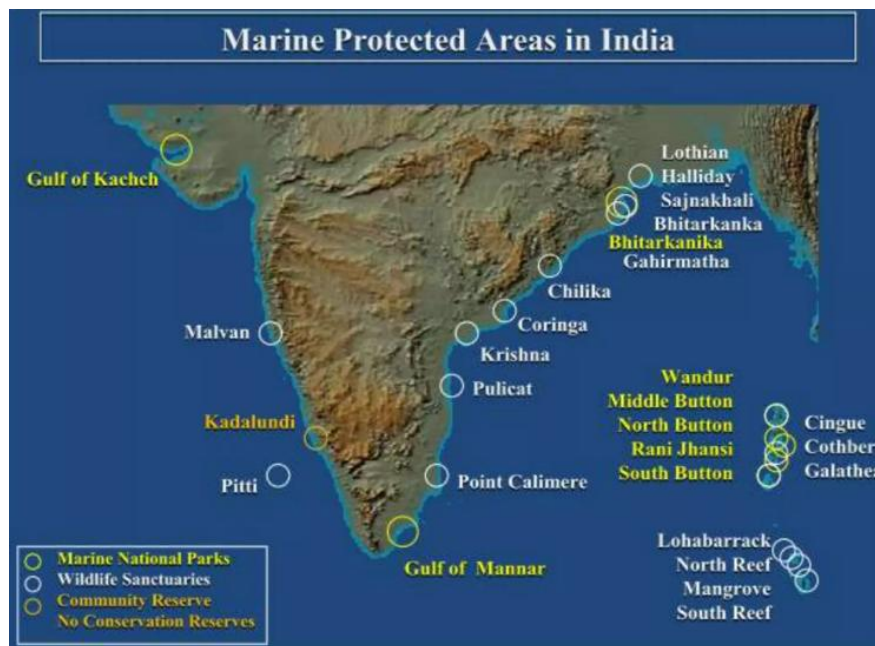 Marine Protected Areas in India
Gulf of Kachch
Lothian
Halliday
Sajnakhali
Bhitarkanka
Bhitarkanika
Gahirmatha
Chilika
Coringa
Malvan
Krishna
Pulicat
Wandur
Middle Button
North Button
Rani Jhansi
South Button
Cingue
Cothber
Galathea
Kadalundi
Pitti
Point Calimere
Gulf of Mannar
Lohabarrack
North Reef
Mangrove
South Reef
Marine National Parks
Wildlife Sanctuaries
Community Reserve
No Conservation Reserves